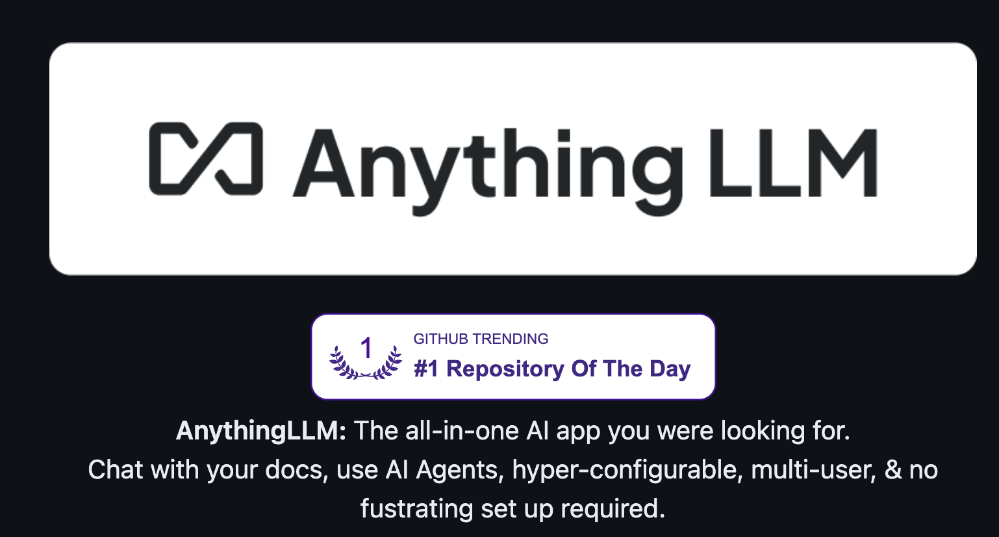 Anything LLM
1
GITHUB TRENDING
#1 Repository Of The Day
AnythingLLM: The all-in-one AI app you were looking for.
Chat with your docs, use AI Agents, hyper-configurable, multi-user, & no
fustrating set up required.